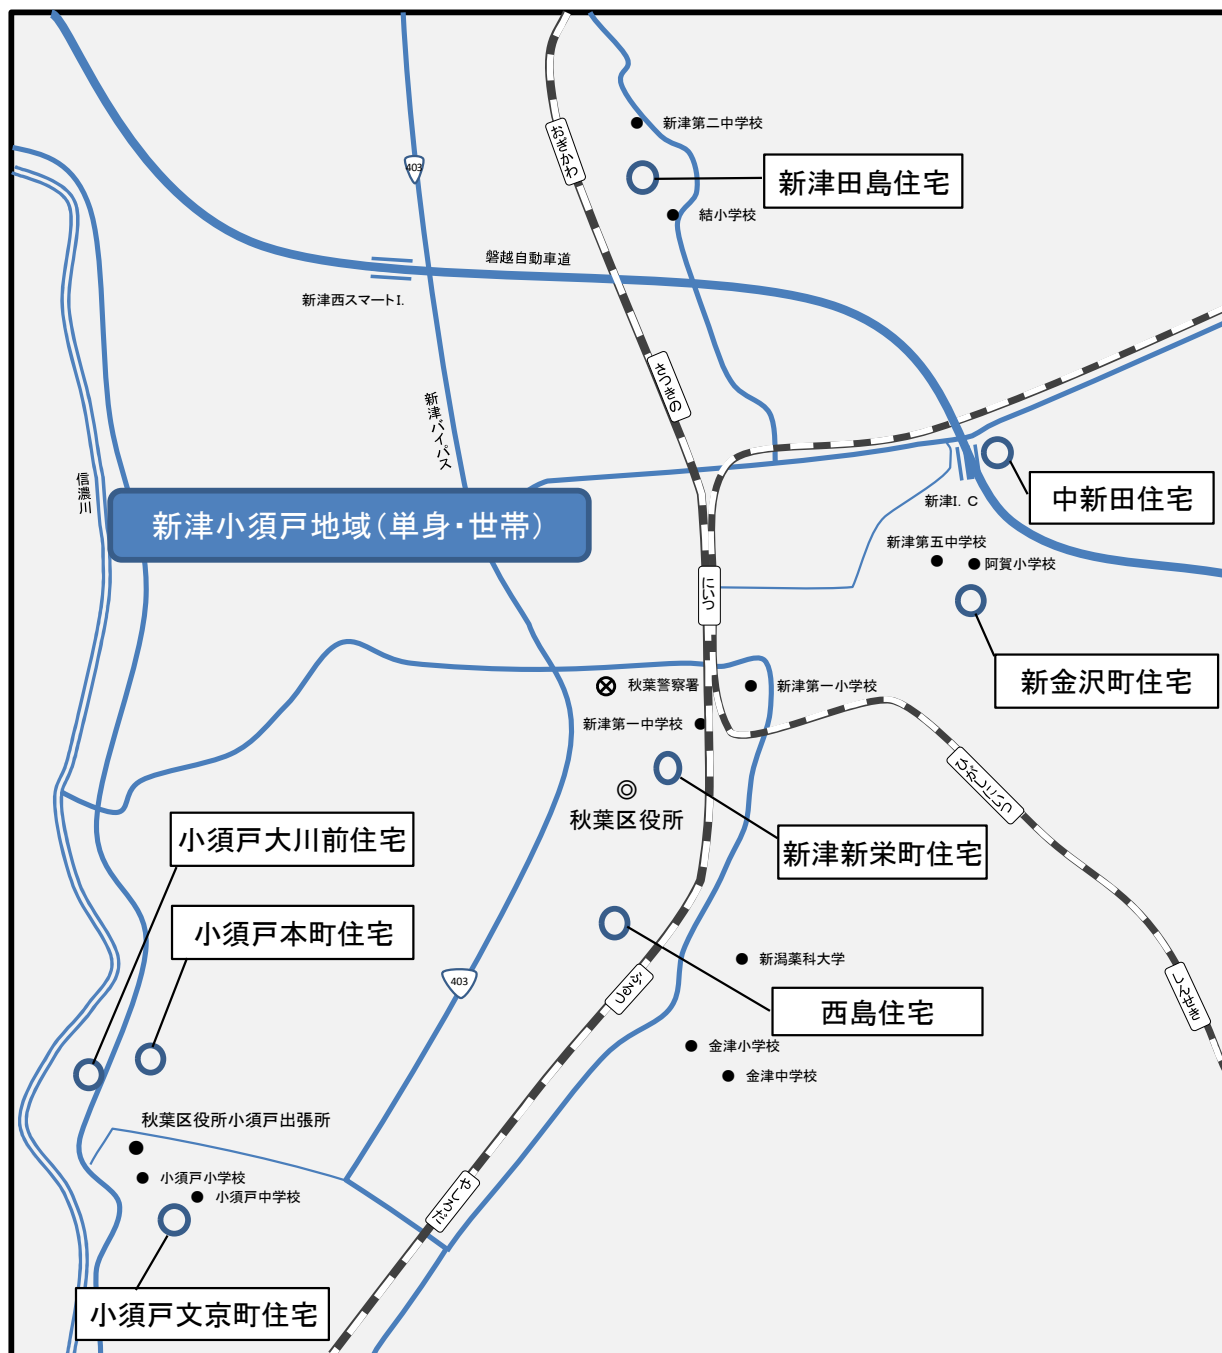 新津第二中学校
おぎかわ
403
新津田島住宅
結小学校
磐越自動車道
新津西スマートI.
さつきの
新津バイパス
信濃川
中新田住宅
新津I. C
新津小須戸地域（単身・世帯）
新津第五中学校
阿賀小学校
にいつ
新金沢町住宅
秋葉警察署
新津第一小学校
新津第一中学校
ひがしにいつ
秋葉区役所
小須戸大川前住宅
新津新栄町住宅
小須戸本町住宅
新潟薬科大学
403
ふるつ
しんせき
西島住宅
金津小学校
金津中学校
秋葉区役所小須戸出張所
小須戸小学校
小須戸中学校
やしろだ
小須戸文京町住宅